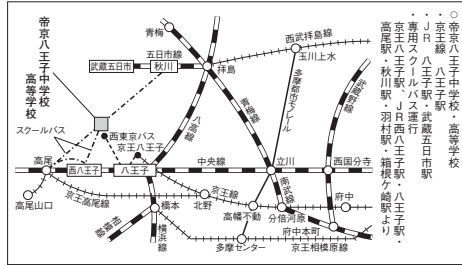 ○帝京八王子中学校・高等学校
・京王線 八王子駅
・JR 八王子駅・武蔵五日市駅
・専用スクールバス運行
京王八王子駅、JR西八王子駅・八王子駅・
高尾駅・秋川駅・羽村駅・箱根ケ崎駅より
帝京八王子中学校
高等学校
スクールバス
青梅
五日市線
武蔵五日市
秋川
拝島
西武拝島線
玉川上水
多摩都市モノレール
青梅線
武蔵野線
八高線
西東京バス
京王八王子
高尾
西八王子
八王子
中央線
立川
西国分寺
高尾山口
京王高尾線
北野
京王線
南武線
高幡不動
分倍河原
府中
府中本町
京王相模原線
橋本
相模線
横浜線
多摩センター